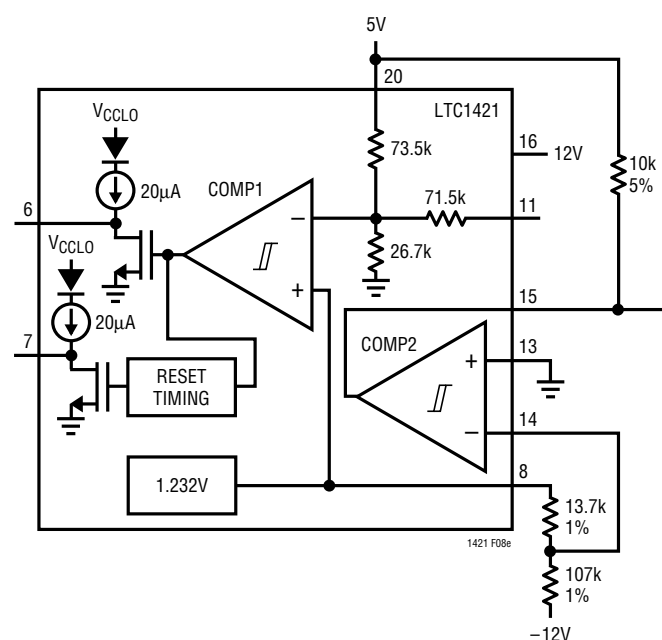 5V
20
LTC1421
V_CCLO
16
12V
73.5k
10k
5%
20µA
COMP1
71.5k
6
11
–
V_CCLO
26.7k
+
15
20µA
7
COMP2
13
+
RESET
TIMING
14
–
8
1.232V
13.7k
1%
1421 F08e
107k
1%
–12V